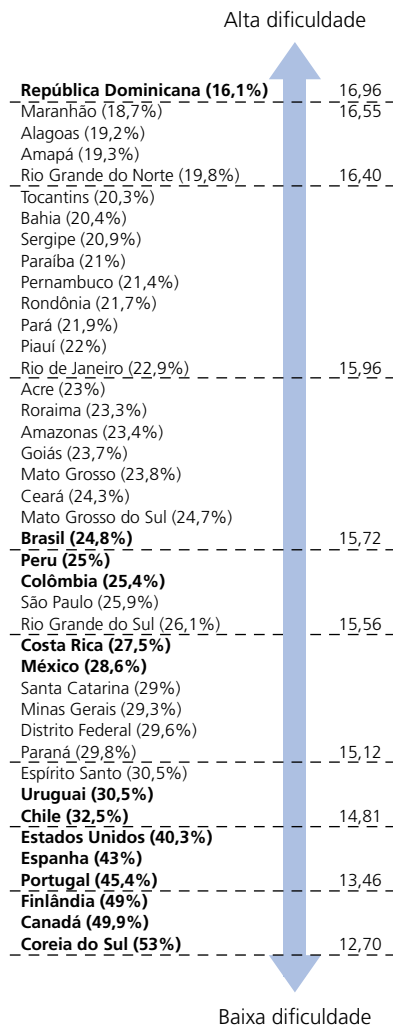 Alta dificuldade
República Dominicana (16,1%) 16,96
Maranhão (18,7%) 16,55
Alagoas (19,2%)
Amapá (19,3%)
Rio Grande do Norte (19,8%) 16,40
Tocantins (20,3%)
Bahia (20,4%)
Sergipe (20,9%)
Paraíba (21%)
Pernambuco (21,4%)
Rondônia (21,7%)
Pará (21,9%)
Piauí (22%)
Rio de Janeiro (22,9%) 15,96
Acre (23%)
Roraima (23,3%)
Amazonas (23,4%)
Goiás (23,7%)
Mato Grosso (23,8%)
Ceará (24,3%)
Mato Grosso do Sul (24,7%)
Brasil (24,8%) 15,72
Peru (25%)
Colômbia (25,4%)
São Paulo (25,9%)
Rio Grande do Sul (26,1%) 15,56
Costa Rica (27,5%)
México (28,6%)
Santa Catarina (29%)
Minas Gerais (29,3%)
Distrito Federal (29,6%)
Paraná (29,8%) 15,12
Espírito Santo (30,5%)
Uruguai (30,5%)
Chile (32,5%) 14,81
Estados Unidos (40,3%)
Espanha (43%)
Portugal (45,4%) 13,46
Finlândia (49%)
Canadá (49,9%)
Coreia do Sul (53%) 12,70
Baixa dificuldade